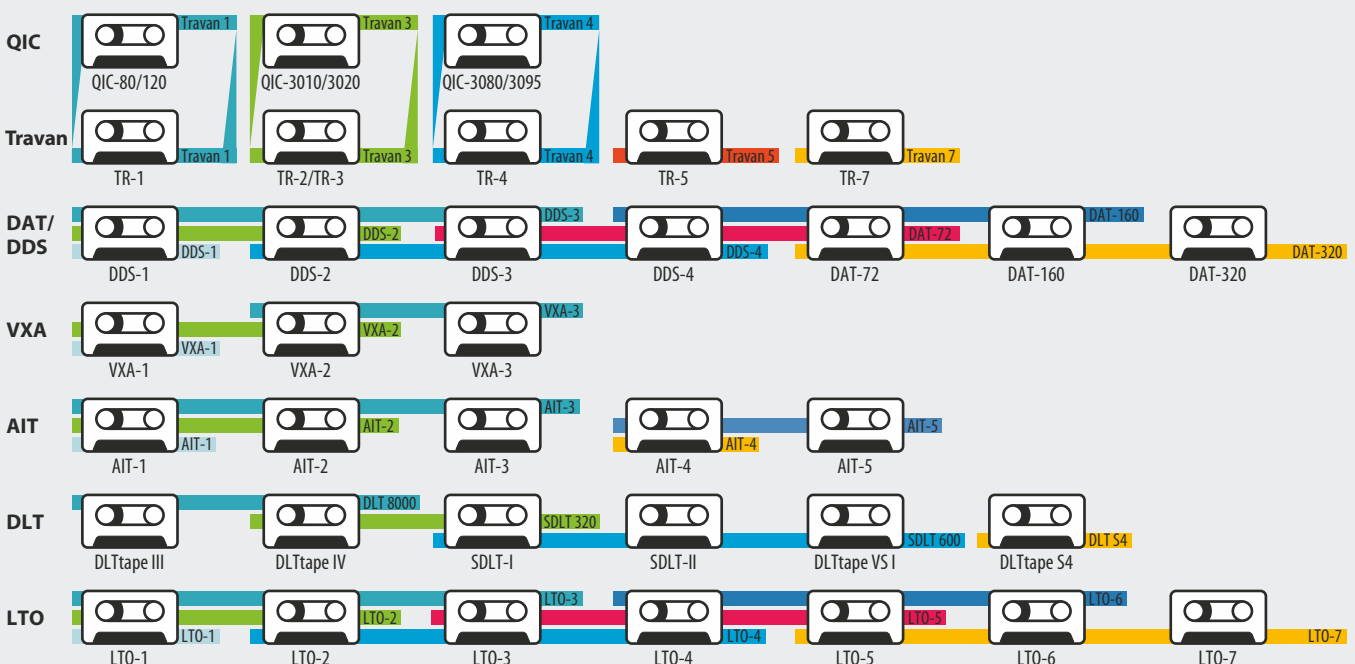 QIC
Travan 1
Travan 3
Travan 4
QIC-80/120
QIC-3010/3020
QIC-3080/3095
Travan
Travan 1
Travan 3
Travan 4
Travan 5
Travan 7
TR-1
TR-2/TR-3
TR-4
TR-5
TR-7
DAT/
DDS
DDS-3
DAT-160
DDS-2
DAT-72
DDS-1
DDS-4
DAT-320
DDS-1
DDS-2
DDS-3
DDS-4
DAT-72
DAT-160
DAT-320
VXA
VXA-3
VXA-2
VXA-1
VXA-1
VXA-2
VXA-3
AIT
AIT-3
AIT-2
AIT-5
AIT-1
AIT-4
AIT-1
AIT-2
AIT-3
AIT-4
AIT-5
DLT
DLT 8000
SDLT 320
SDLT 600
DLT S4
DLTtape III
DLTtape IV
SDLT-I
SDLT-II
DLTtape VS I
DLTtape S4
LTO
LTO-3
LTO-6
LTO-2
LTO-5
LTO-1
LTO-4
LTO-7
LTO-1
LTO-2
LTO-3
LTO-4
LTO-5
LTO-6
LTO-7